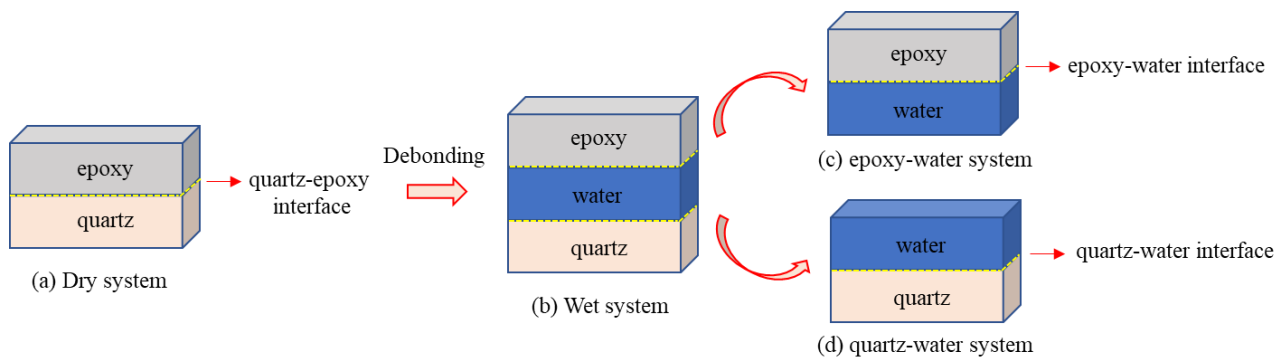 epoxy
quartz
quartz-epoxy
interface
(a) Dry system
Debonding
epoxy
water
quartz
(b) Wet system
epoxy
water
epoxy-water interface
(c) epoxy-water system
water
quartz
quartz-water interface
(d) quartz-water system